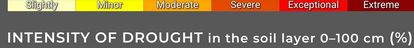 Slightly Minor Moderate Severe Exceptional Extreme
INTENSITY OF DROUGHT in the soil layer 0–100 cm (%)